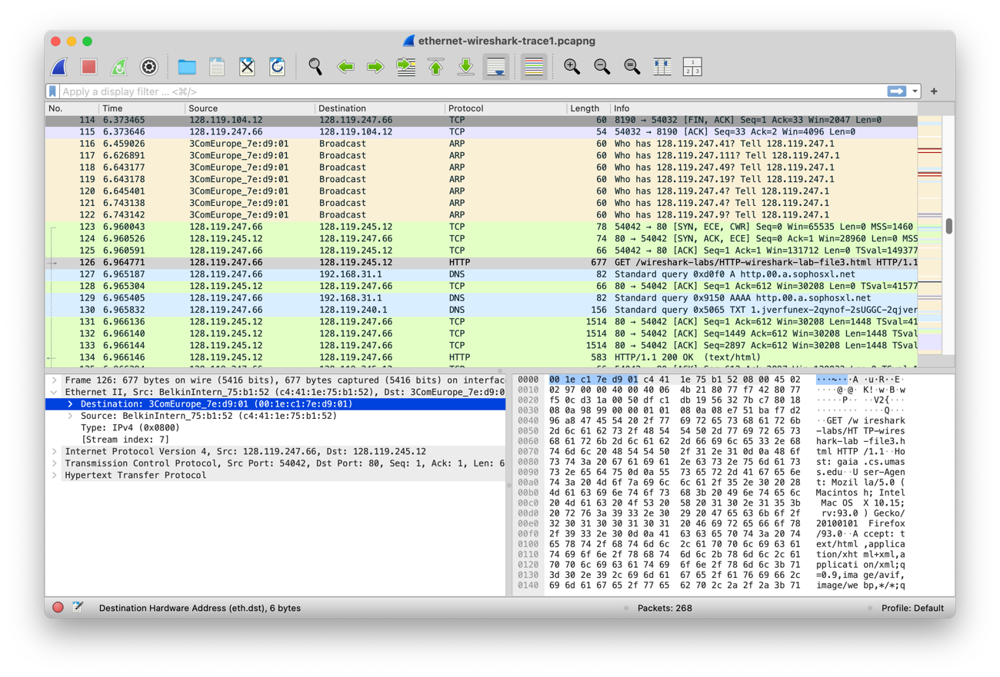 ethernet-wireshark-trace1.pcapng
Apply a display filter ... <⌘/>
No. Time Source Destination Protocol Length Info
114 6.373465 128.119.104.12 128.119.247.66 TCP 60 8190 → 54032 [FIN, ACK] Seq=1 Ack=33 Win=2047 Len=0
115 6.373646 128.119.247.66 128.119.104.12 TCP 54 54032 → 8190 [ACK] Seq=33 Ack=2 Win=4096 Len=0
116 6.459026 3ComEurope_7e:d9:01 Broadcast ARP 60 Who has 128.119.247.41? Tell 128.119.247.1
117 6.626891 3ComEurope_7e:d9:01 Broadcast ARP 60 Who has 128.119.247.111? Tell 128.119.247.1
118 6.643177 3ComEurope_7e:d9:01 Broadcast ARP 60 Who has 128.119.247.49? Tell 128.119.247.1
119 6.643178 3ComEurope_7e:d9:01 Broadcast ARP 60 Who has 128.119.247.19? Tell 128.119.247.1
120 6.645401 3ComEurope_7e:d9:01 Broadcast ARP 60 Who has 128.119.247.4? Tell 128.119.247.1
121 6.743138 3ComEurope_7e:d9:01 Broadcast ARP 60 Who has 128.119.247.4? Tell 128.119.247.1
122 6.743142 3ComEurope_7e:d9:01 Broadcast ARP 60 Who has 128.119.247.9? Tell 128.119.247.1
123 6.960043 128.119.247.66 128.119.245.12 TCP 78 54042 → 80 [SYN, ECE, CWR] Seq=0 Win=65535 Len=0 MSS=1460
124 6.960526 128.119.245.12 128.119.247.66 TCP 74 80 → 54042 [SYN, ACK, ECE] Seq=0 Ack=1 Win=28960 Len=0 MSS
125 6.960591 128.119.247.66 128.119.245.12 TCP 66 54042 → 80 [ACK] Seq=1 Ack=1 Win=131712 Len=0 TSval=149377
126 6.964771 128.119.247.66 128.119.245.12 HTTP 677 GET /wireshark-labs/HTTP-wireshark-lab-file3.html HTTP/1.1
127 6.965187 128.119.247.66 192.168.31.1 DNS 82 Standard query 0xd0f0 A http.00.a.sophosxl.net
128 6.965304 128.119.245.12 128.119.247.66 TCP 66 80 → 54042 [ACK] Seq=1 Ack=612 Win=30208 Len=0 TSval=41577
129 6.965405 128.119.247.66 192.168.31.1 DNS 82 Standard query 0x9150 AAAA http.00.a.sophosxl.net
130 6.965832 128.119.247.66 128.119.240.1 DNS 156 Standard query 0x5065 TXT 1.jverfunex-2qynof-2sUGGC-2qjver
131 6.966136 128.119.245.12 128.119.247.66 TCP 1514 80 → 54042 [ACK] Seq=1 Ack=612 Win=30208 Len=1448 TSval=41
132 6.966140 128.119.245.12 128.119.247.66 TCP 1514 80 → 54042 [ACK] Seq=1449 Ack=612 Win=30208 Len=1448 TSval
133 6.966144 128.119.245.12 128.119.247.66 TCP 1514 80 → 54042 [ACK] Seq=2897 Ack=612 Win=30208 Len=1448 TSval
134 6.966146 128.119.245.12 128.119.247.66 HTTP 583 HTTP/1.1 200 OK (text/html)
Frame 126: 677 bytes on wire (5416 bits), 677 bytes captured (5416 bits) on interfac
Ethernet II, Src: BelkinIntern_75:b1:52 (c4:41:1e:75:b1:52), Dst: 3ComEurope_7e:d9:0
Destination: 3ComEurope_7e:d9:01 (00:1e:c1:7e:d9:01)
Source: BelkinIntern_75:b1:52 (c4:41:1e:75:b1:52)
Type: IPv4 (0x0800)
[Stream index: 7]
Internet Protocol Version 4, Src: 128.119.247.66, Dst: 128.119.245.12
Transmission Control Protocol, Src Port: 54042, Dst Port: 80, Seq: 1, Ack: 1, Len: 6
Hypertext Transfer Protocol
0000 00 1e c1 7e d9 01 c4 41 1e 75 b1 52 08 00 45 02 ···~···A ·u·R··E·
0010 02 97 00 00 40 00 40 06 4b 21 80 77 f7 42 80 77 ····@·@· K!·w·B·w
0020 f5 0c d3 1a 00 50 df c1 db 19 56 32 7b c7 80 18 ·····P·· ··V2{···
0030 08 0a 98 99 00 00 01 01 08 0a 08 e7 51 ba f7 d2 ········ ····Q···
0040 96 a8 47 45 54 20 2f 77 69 72 65 73 68 61 72 6b ··GET /w ireshark
0050 2d 6c 61 62 73 2f 48 54 54 50 2d 77 69 72 65 73 -labs/HT TP-wires
0060 68 61 72 6b 2d 6c 61 62 2d 66 69 6c 65 33 2e 68 hark-lab -file3.h
0070 74 6d 6c 20 48 54 54 50 2f 31 2e 31 0d 0a 48 6f tml HTTP /1.1··Ho
0080 73 74 3a 20 67 61 69 61 2e 63 73 2e 75 6d 61 73 st: gaia .cs.umas
0090 73 2e 65 64 75 0d 0a 55 73 65 72 2d 41 67 65 6e s.edu··U ser-Agen
00a0 74 3a 20 4d 6f 7a 69 6c 6c 61 2f 35 2e 30 20 28 t: Mozil la/5.0 (
00b0 4d 61 63 69 6e 74 6f 73 68 3b 20 49 6e 74 65 6c Macintos h; Intel
00c0 20 4d 61 63 20 4f 53 20 58 20 31 30 2e 31 35 3b Mac OS X 10.15;
00d0 20 72 76 3a 39 33 2e 30 29 20 47 65 63 6b 6f 2f rv:93.0 ) Gecko/
00e0 32 30 31 30 30 31 30 31 20 46 69 72 65 66 6f 78 20100101 Firefox
00f0 2f 39 33 2e 30 0d 0a 41 63 63 65 70 74 3a 20 74 /93.0··A ccept: t
0100 65 78 74 2f 68 74 6d 6c 2c 61 70 70 6c 69 63 61 ext/html ,applica
0110 74 69 6f 6e 2f 78 68 74 6d 6c 2b 78 6d 6c 2c 61 tion/xht ml+xml,a
0120 70 70 6c 69 63 61 74 69 6f 6e 2f 78 6d 6c 3b 71 pplicati on/xml;q
0130 3d 30 2e 39 2c 69 6d 61 67 65 2f 61 76 69 66 2c =0.9,ima ge/avif,
0140 69 6d 61 67 65 2f 77 65 62 70 2c 2a 2f 2a 3b 71 image/we bp,*/*;q
Destination Hardware Address (eth.dst), 6 bytes
Packets: 268
Profile: Default